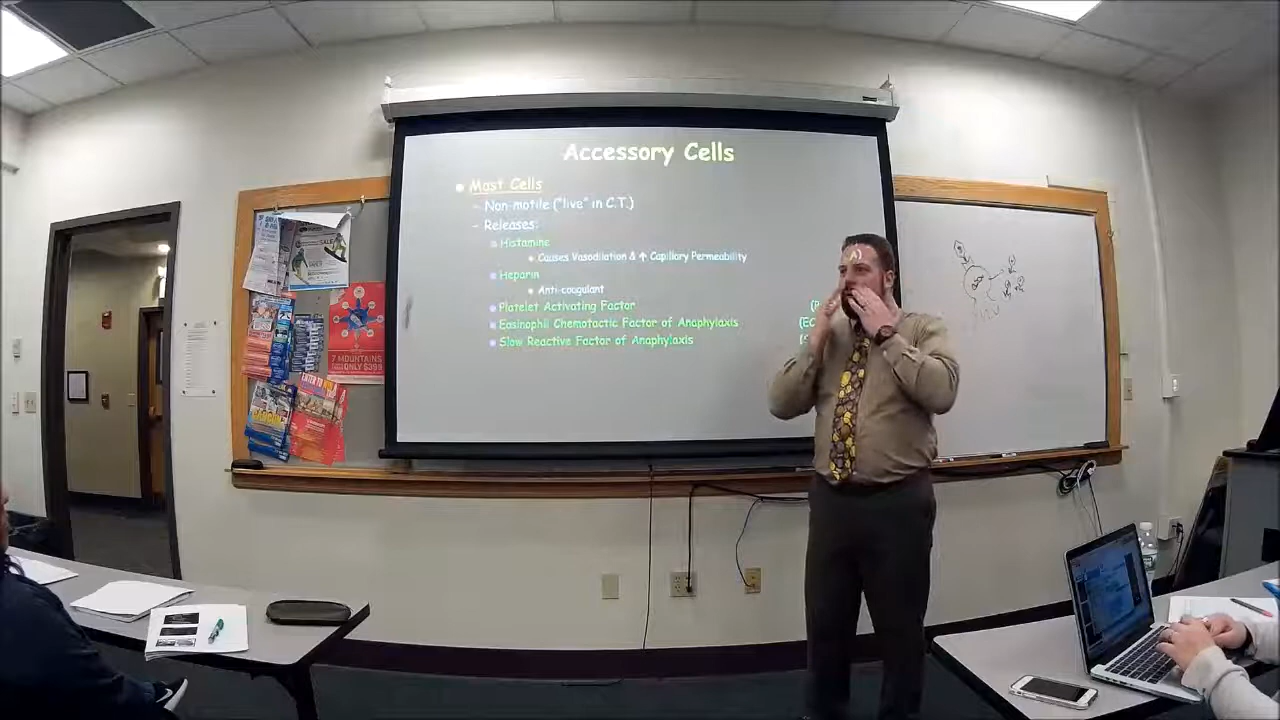 Accessory Cells
• Mast Cells
– Non-motile ("live" in C.T.)
– Releases:
Histamine
Causes Vasodilation & ↑ Capillary Permeability
Heparin
Anti-coagulant
Platelet Activating Factor
Eosinophil Chemotactic Factor of Anaphylaxis
Slow Reactive Factor of Anaphylaxis
7 MOUNTAINS
ONLY $399